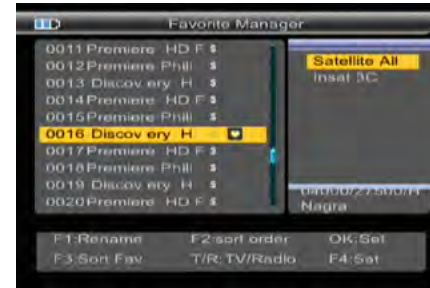 Favorite Manager
0011 Premiere HD F $
0012 Premiere Phili $
0013 Discov ery H $
0014 Premiere HD F $
0015 Premiere Phili $
0016 Discov ery H
0017 Premiere HD F $
0018 Premiere Phili $
0019 Discov ery H $
0020 Premiere HD F $
Satellite All
Insat 3C
04000/27500/H
Nagra
F1:Rename F2:sort order OK:Set
F3:Sort Fav T/R: TV/Radio F4:Sat